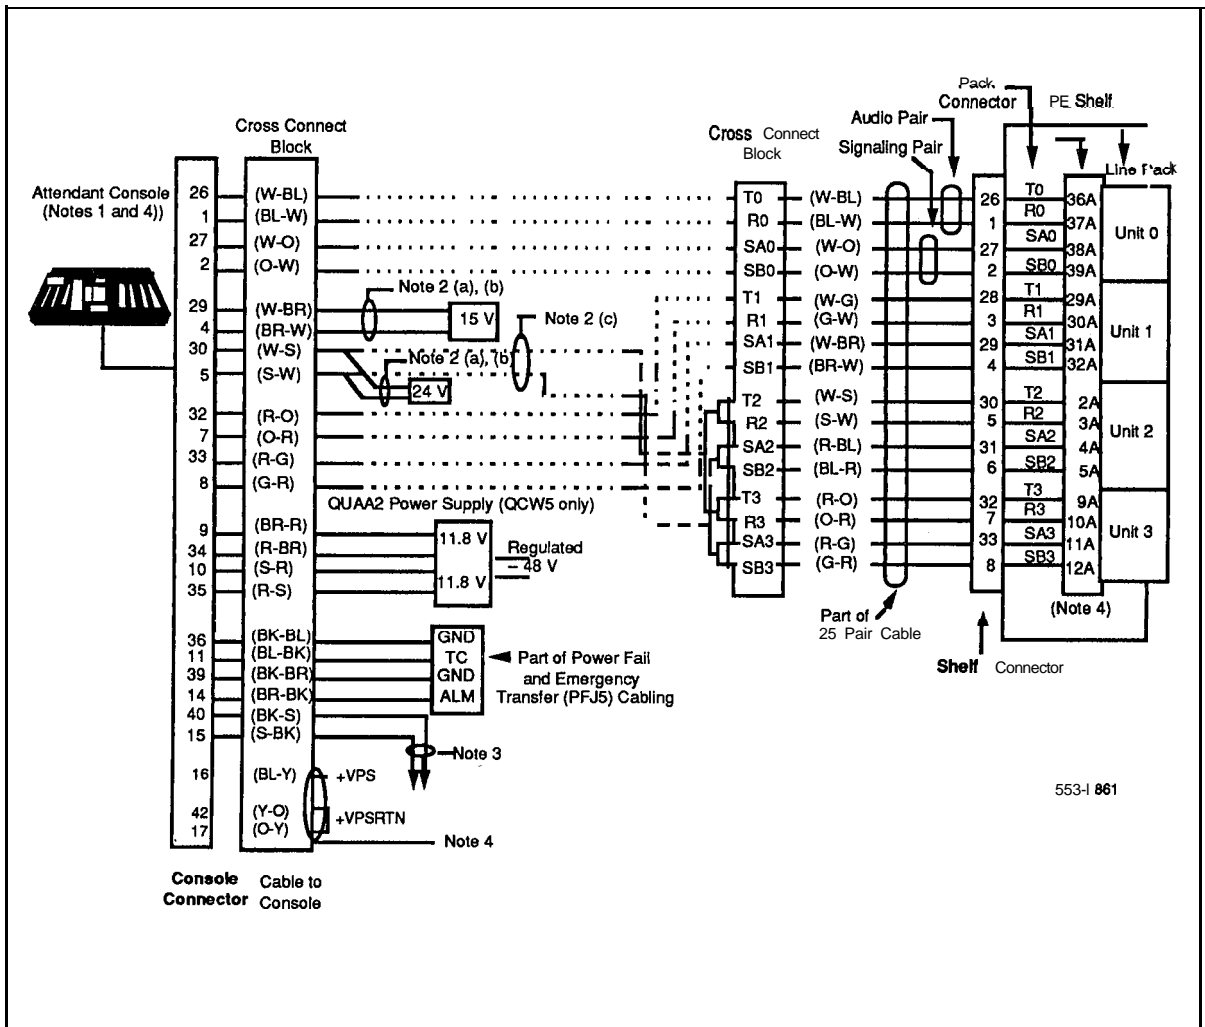 Pack
Connector
PE Shelf
Audio Pair
Signaling Pair
Cross Connect
Block
Cross Connect
Block
Line Pack
Attendant Console
(Notes 1 and 4))
26 (W-BL)
1 (BL-W)
27 (W-O)
2 (O-W)
29 (W-BR)
4 (BR-W)
30 (W-S)
5 (S-W)
32 (R-O)
7 (O-R)
33 (R-G)
8 (G-R)
9 (BR-R)
34 (R-BR)
10 (S-R)
35 (R-S)
36 (BK-BL)
11 (BL-BK)
39 (BK-BR)
14 (BR-BK)
40 (BK-S)
15 (S-BK)
16 (BL-Y)
42 (Y-O)
17 (O-Y)
Note 2 (a), (b)
15 V
Note 2 (c)
Note 2 (a), (b)
24 V
QUAA2 Power Supply (QCW5 only)
11.8 V
11.8 V
Regulated
– 48 V
GND
TC
GND
ALM
Part of Power Fail
and Emergency
Transfer (PFJ5) Cabling
Note 3
+VPS
+VPSRTN
Note 4
Console
Connector
Cable to
Console
T0 (W-BL) 26 T0 36A
R0 (BL-W) 1 R0 37A
SA0 (W-O) 27 SA0 38A
SB0 (O-W) 2 SB0 39A
Unit 0
T1 (W-G) 28 T1 29A
R1 (G-W) 3 R1 30A
SA1 (W-BR) 29 SA1 31A
SB1 (BR-W) 4 SB1 32A
Unit 1
T2 (W-S) 30 T2 2A
R2 (S-W) 5 R2 3A
SA2 (R-BL) 31 SA2 4A
SB2 (BL-R) 6 SB2 5A
Unit 2
T3 (R-O) 32 T3 9A
R3 (O-R) 7 R3 10A
SA3 (R-G) 33 SA3 11A
SB3 (G-R) 8 SB3 12A
Unit 3
(Note 4)
Part of
25 Pair Cable
Shelf Connector
553-I 861